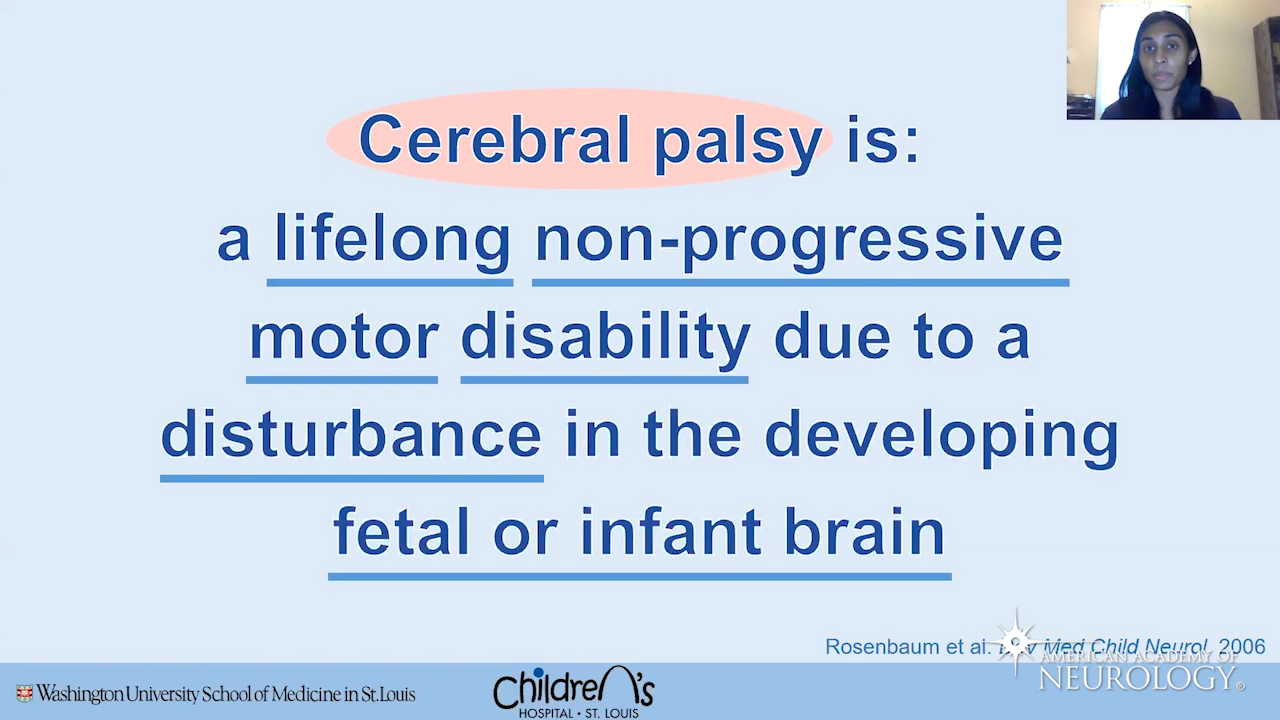 Cerebral palsy is:
a lifelong non-progressive
motor disability due to a
disturbance in the developing
fetal or infant brain
Rosenbaum et al. Med Child Neurol, 2006
AMERICAN ACADEMY OF
NEUROLOGY®
Washington University School of Medicine in St. Louis
Children's
HOSPITAL • ST. LOUIS